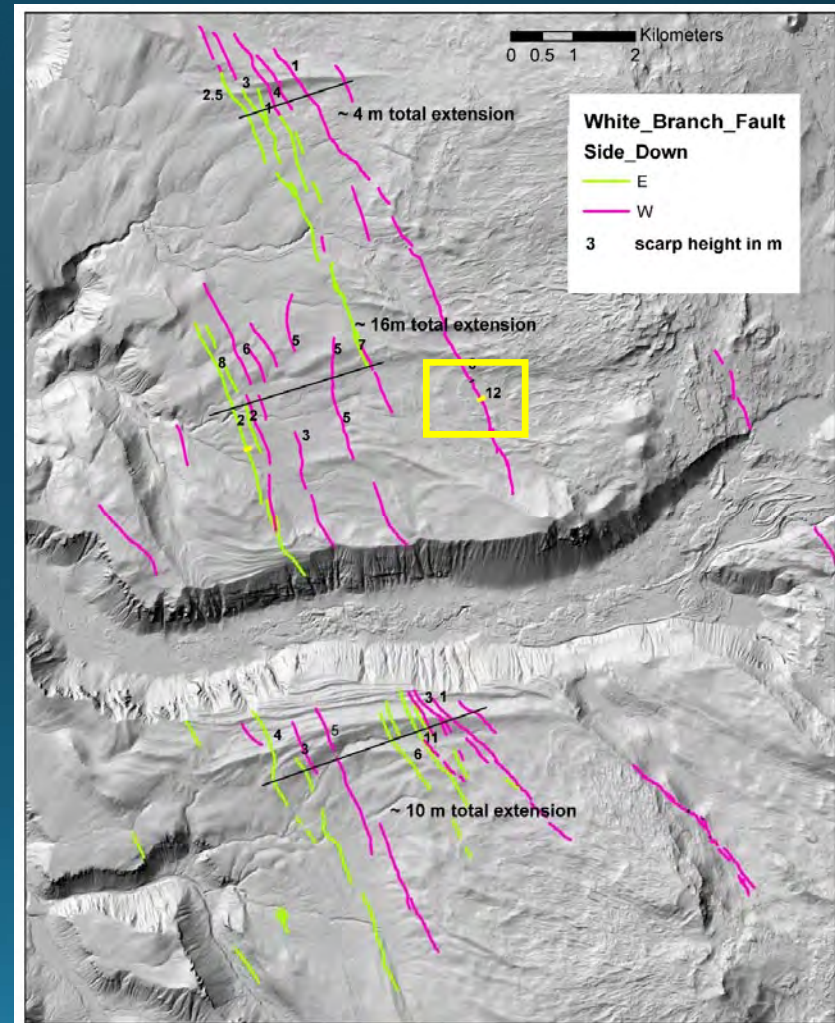 Kilometers
0 0.5 1 2
White_Branch_Fault
Side_Down
E
W
3 scarp height in m
1
3
4
2.5
1
~ 4 m total extension
~ 16m total extension
5
6
5
7
8
12
2
2
5
3
3
1
4
5
11
3
6
~ 10 m total extension